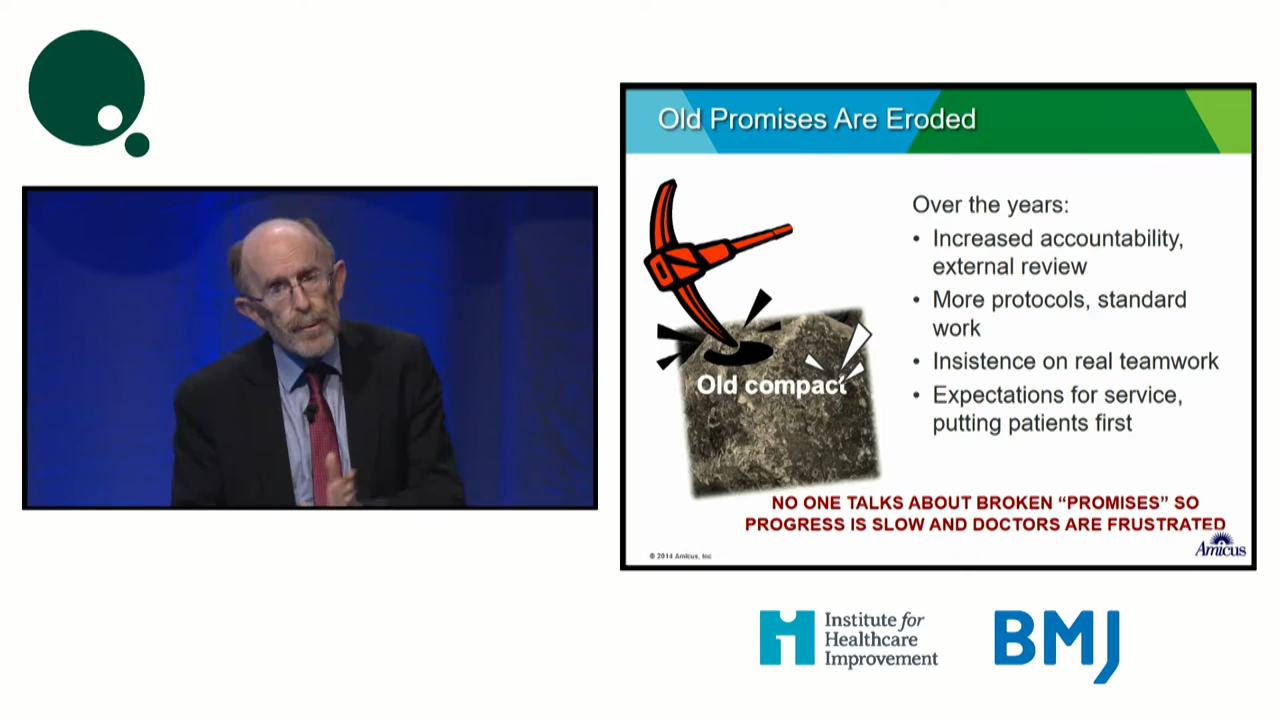 Old Promises Are Eroded
Over the years:
• Increased accountability,
external review
• More protocols, standard
work
• Insistence on real teamwork
• Expectations for service,
putting patients first
Old compact
NO ONE TALKS ABOUT BROKEN “PROMISES” SO
PROGRESS IS SLOW AND DOCTORS ARE FRUSTRATED
© 2014 Amicus, Inc
Amicus
Institute for
Healthcare
Improvement
BMJ